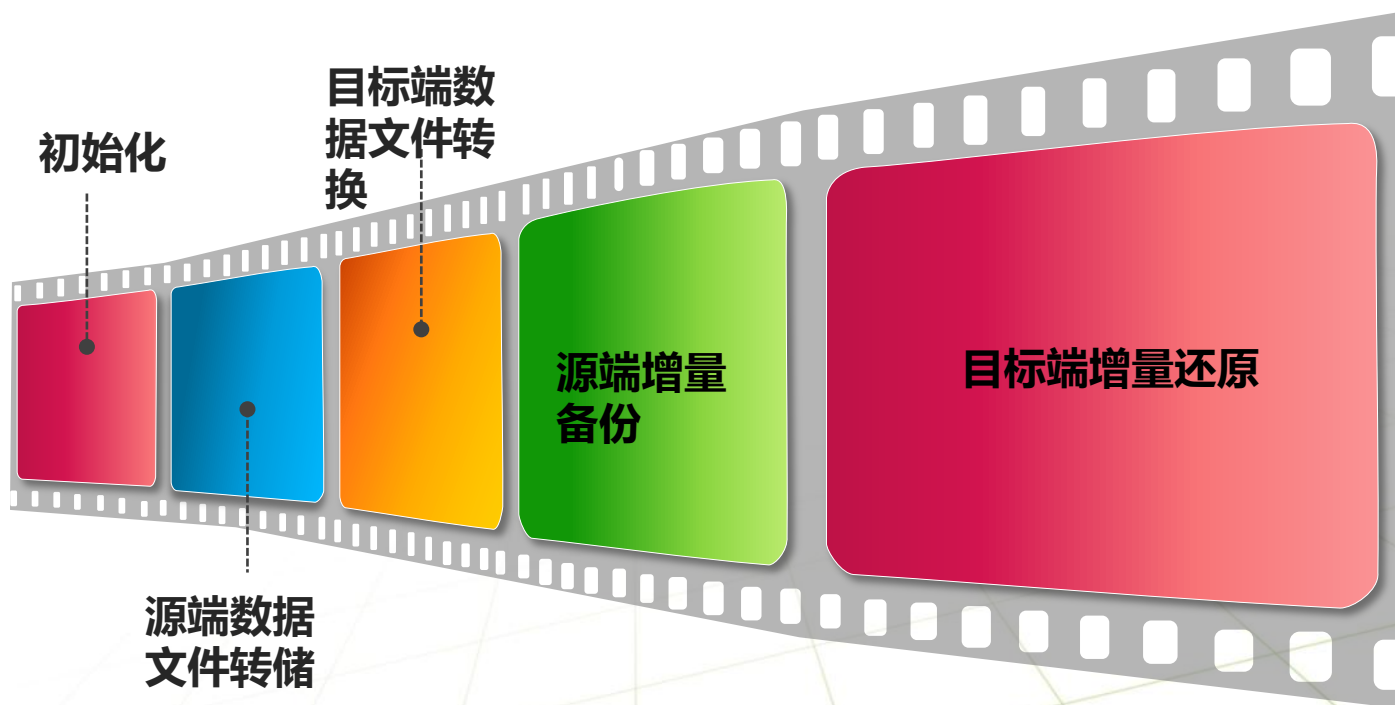 初始化
源端数据
文件转储
目标端数
据文件转
换
源端增量
备份
目标端增量还原